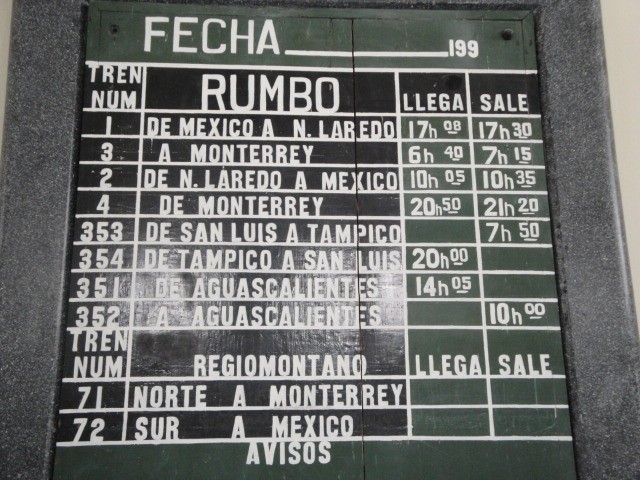 FECHA 199
TREN NUM RUMBO LLEGA SALE
1 DE MEXICO A N. LAREDO 17h 08 17h 30
3 A MONTERREY 6h 40 7h 15
2 DE N. LAREDO A MEXICO 10h 05 10h 35
4 DE MONTERREY 20h 50 21h 20
353 DE SAN LUIS A TAMPICO 7h 50
354 DE TAMPICO A SAN LUIS 20h 00
351 DE AGUASCALIENTES 14h 05
352 A AGUASCALIENTES 10h 00
TREN NUM REGIOMONTANO LLEGA SALE
71 NORTE A MONTERREY
72 SUR A MEXICO
AVISOS